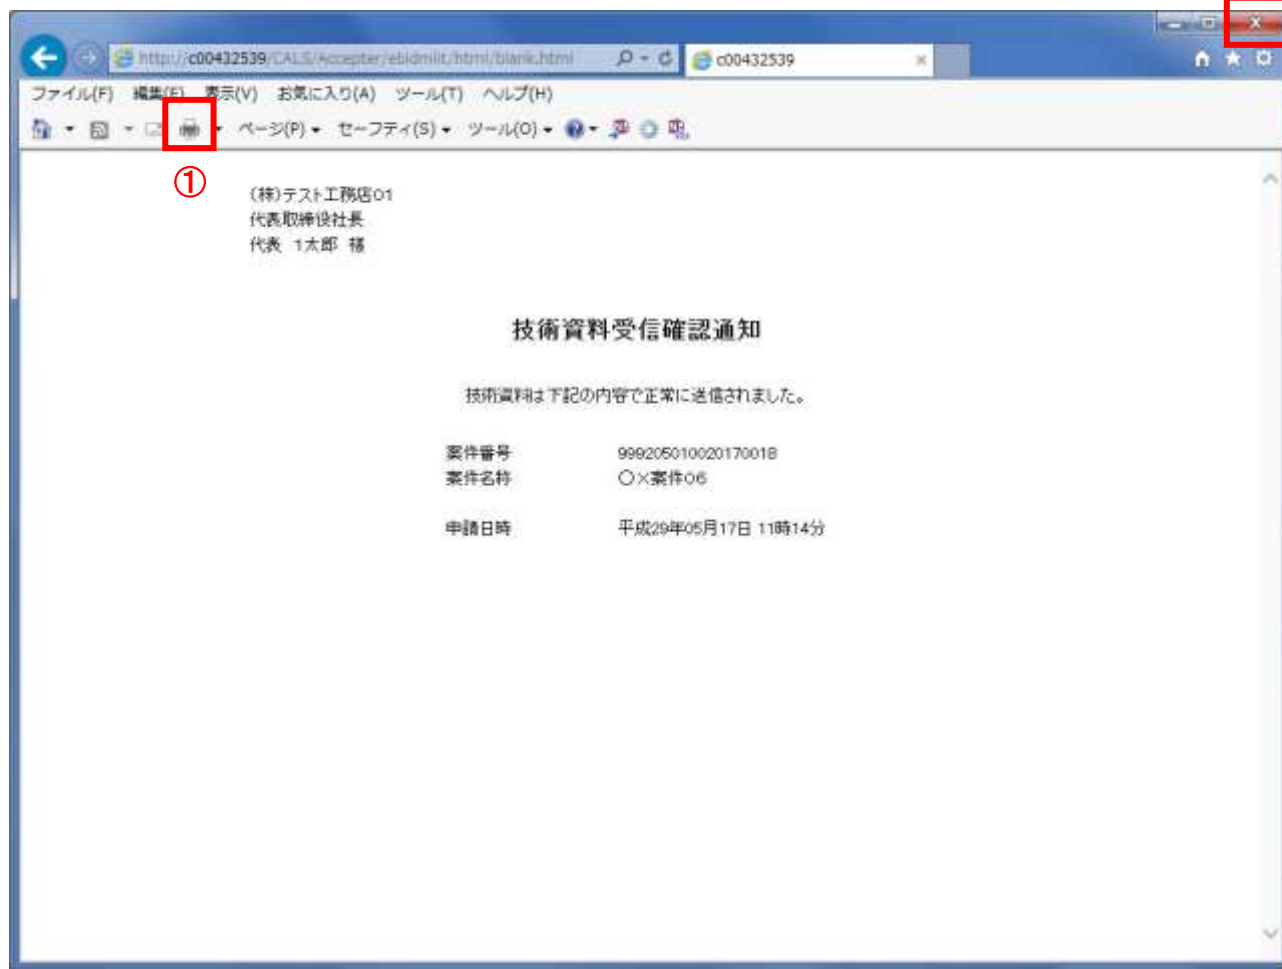 http://c00432539/CALS/Accepter/ebidmlit/html/blank.html
c00432539
ファイル(F) 編集(E) 表示(V) お気に入り(A) ツール(T) ヘルプ(H)
ページ(P) セーフティ(S) ツール(O)
①
(株)テスト工務店01
代表取締役社長
代表 1太郎 様
技術資料受信確認通知
技術資料は下記の内容で正常に送信されました。
案件番号 999205010020170018
案件名称 〇×案件06
申請日時 平成29年05月17日 11時14分